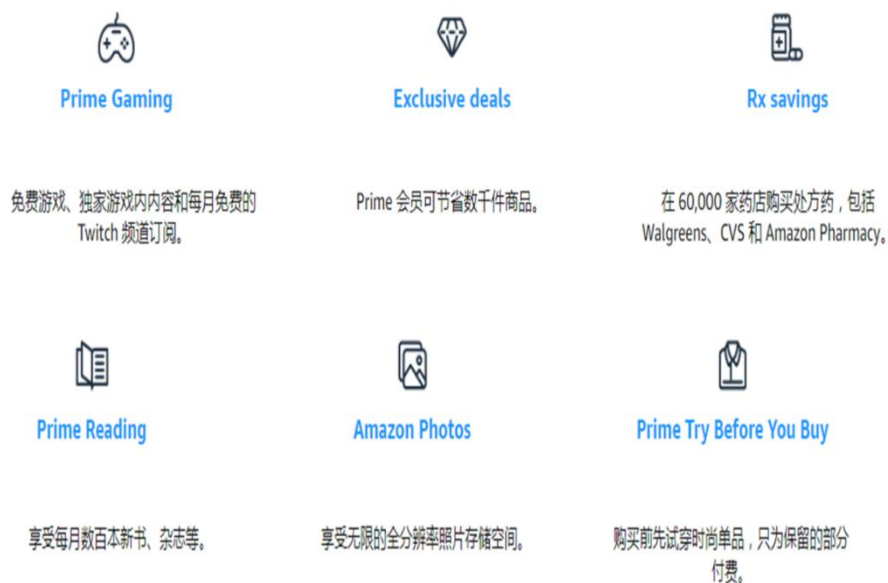 Prime Gaming
Exclusive deals
Rx savings
免费游戏、独家游戏内内容和每月免费的
Twitch 频道订阅。
Prime 会员可节省数千件商品。
在 60,000 家药店购买处方药，包括
Walgreens、CVS 和 Amazon Pharmacy。
Prime Reading
Amazon Photos
Prime Try Before You Buy
享受每月数百本新书、杂志等。
享受无限的全分辨率照片存储空间。
购买前先试穿时尚单品，只为保留的部分
付费。